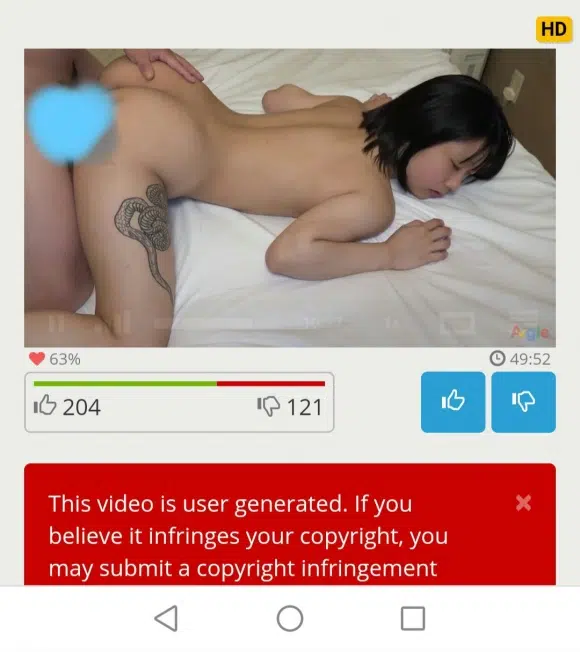 HD
Argle
63%
49:52
204
121
This video is user generated. If you
believe it infringes your copyright, you
may submit a copyright infringement